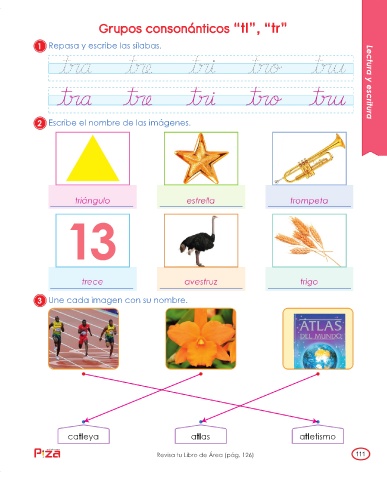 Grupos consonánticos “tl”, “tr”
1 Repasa y escribe las sílabas.
tra tre tri tro tru
tra tre tri tro tru
2 Escribe el nombre de las imágenes.
triángulo estrella trompeta
13
trece avestruz trigo
3 Une cada imagen con su nombre.
ATLAS
DEL MUNDO
catleya atlas atletismo
Piza
Revisa tu Libro de Área (pág. 126)
111
Lectura y escritura